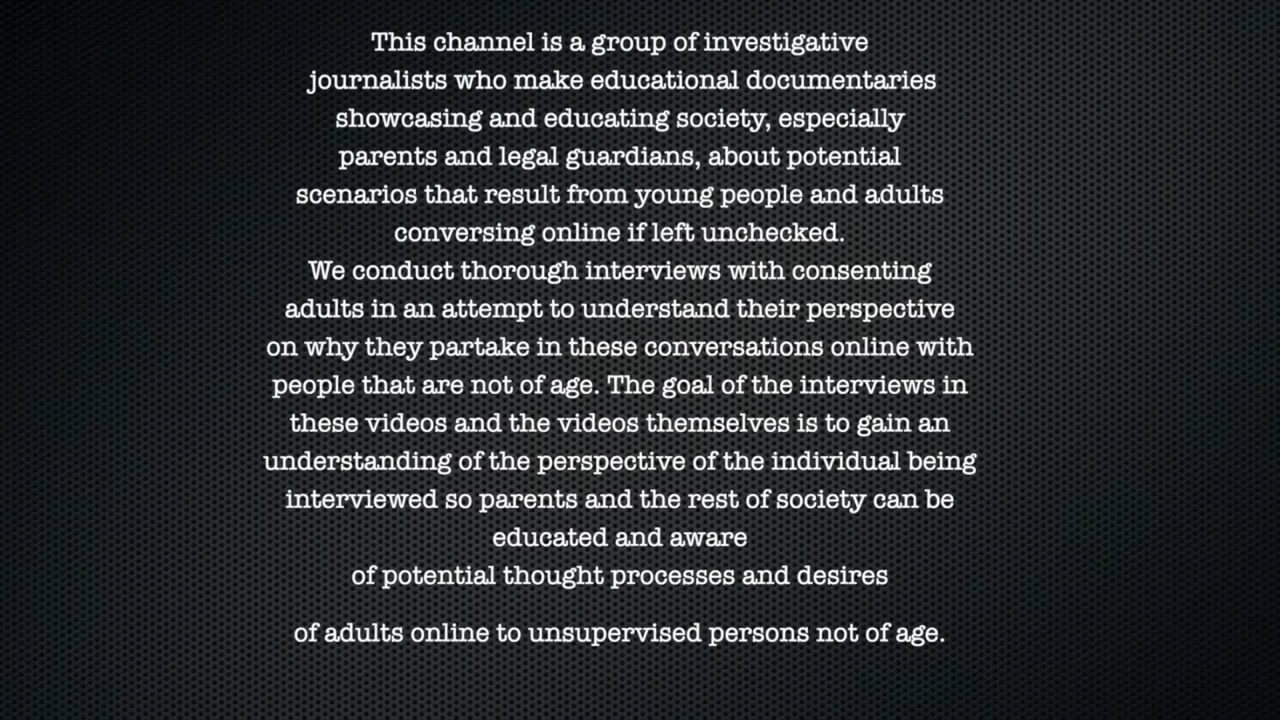 This channel is a group of investigative
journalists who make educational documentaries
showcasing and educating society, especially
parents and legal guardians, about potential
scenarios that result from young people and adults
conversing online if left unchecked.
We conduct thorough interviews with consenting
adults in an attempt to understand their perspective
on why they partake in these conversations online with
people that are not of age. The goal of the interviews in
these videos and the videos themselves is to gain an
understanding of the perspective of the individual being
interviewed so parents and the rest of society can be
educated and aware
of potential thought processes and desires
of adults online to unsupervised persons not of age.